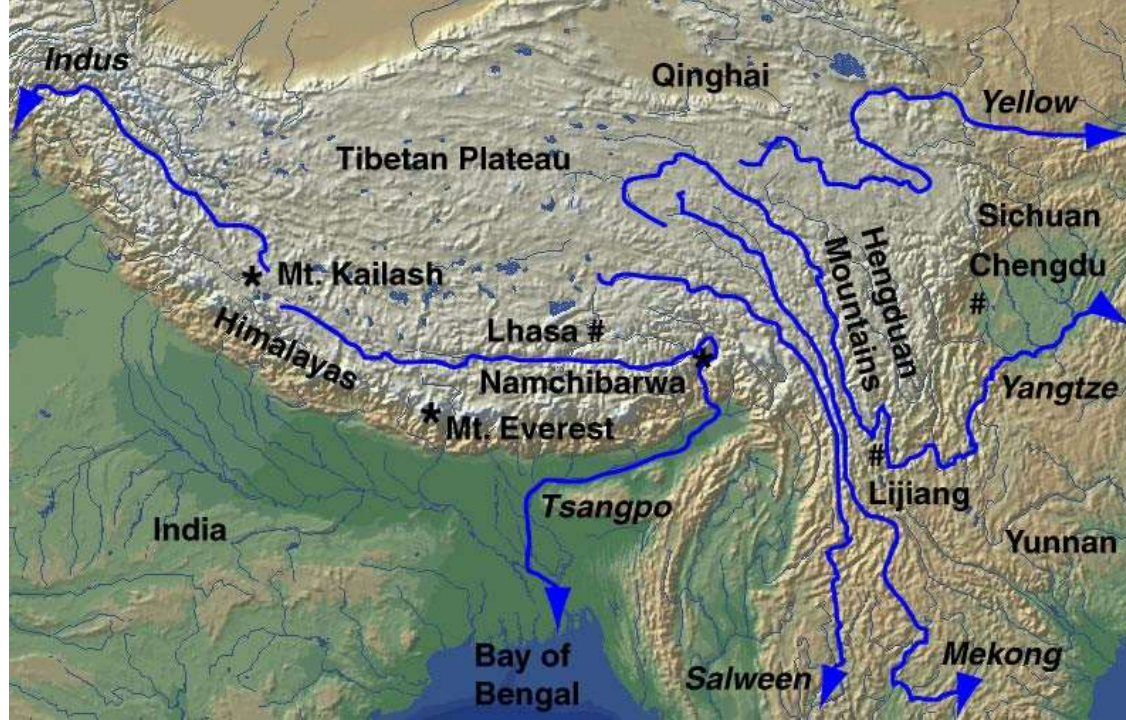 Indus
Qinghai
Yellow
Tibetan Plateau
Sichuan
Hengduan
Mountains
Chengdu
#
* Mt. Kailash
Himalayas
Lhasa #
*
Namchibarwa
Yangtze
* Mt. Everest
#
Lijiang
Tsangpo
India
Yunnan
Bay of
Bengal
Salween
Mekong